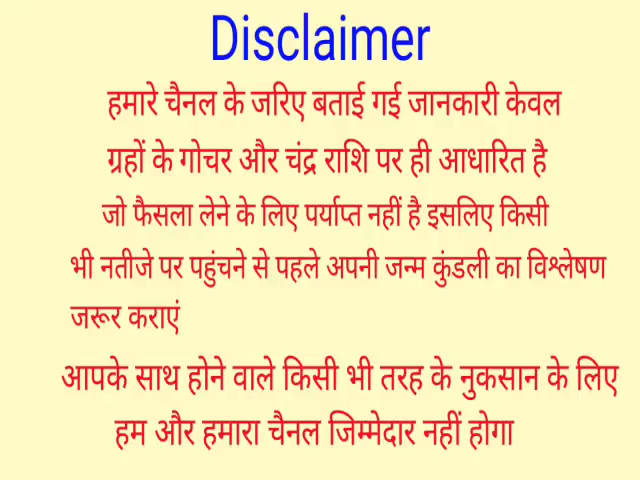 Disclaimer
हमारे चैनल के जरिए बताई गई जानकारी केवल
ग्रहों के गोचर और चंद्र राशि पर ही आधारित है
जो फैसला लेने के लिए पर्याप्त नहीं है इसलिए किसी
भी नतीजे पर पहुंचने से पहले अपनी जन्म कुंडली का विश्लेषण
जरूर कराएं
आपके साथ होने वाले किसी भी तरह के नुकसान के लिए
हम और हमारा चैनल जिम्मेदार नहीं होगा